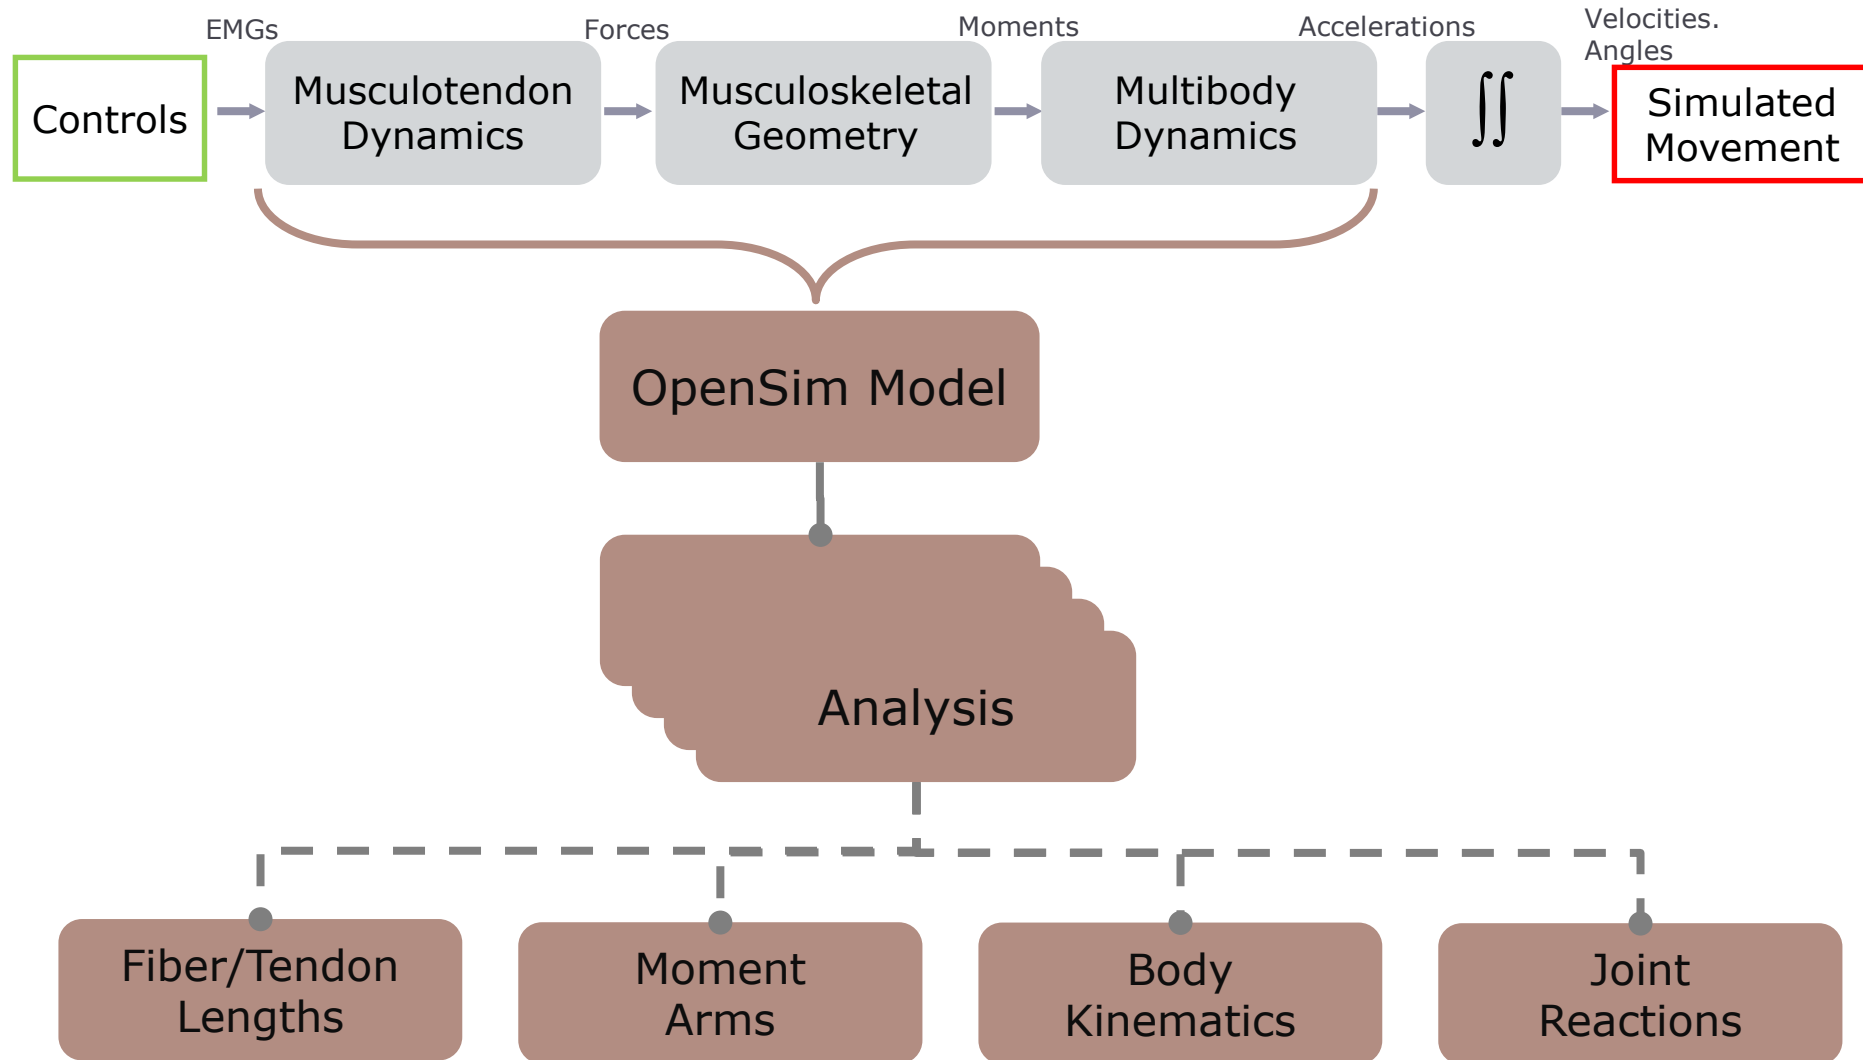 EMGs
Forces
Moments
Accelerations
Velocities.
Angles
Controls
Musculotendon
Dynamics
Musculoskeletal
Geometry
Multibody
Dynamics
∬
Simulated
Movement
OpenSim Model
Analysis
Fiber/Tendon
Lengths
Moment
Arms
Body
Kinematics
Joint
Reactions